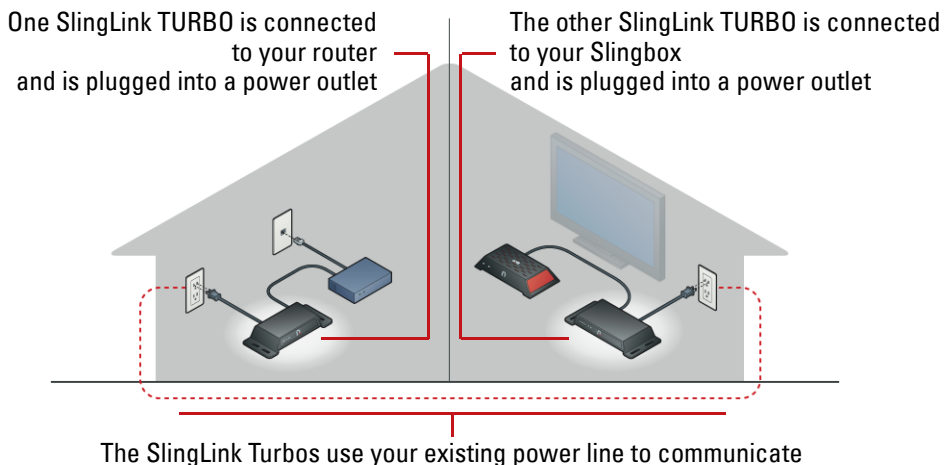 One SlingLink TURBO is connected
to your router
and is plugged into a power outlet
The other SlingLink TURBO is connected
to your Slingbox
and is plugged into a power outlet
The SlingLink Turbos use your existing power line to communicate